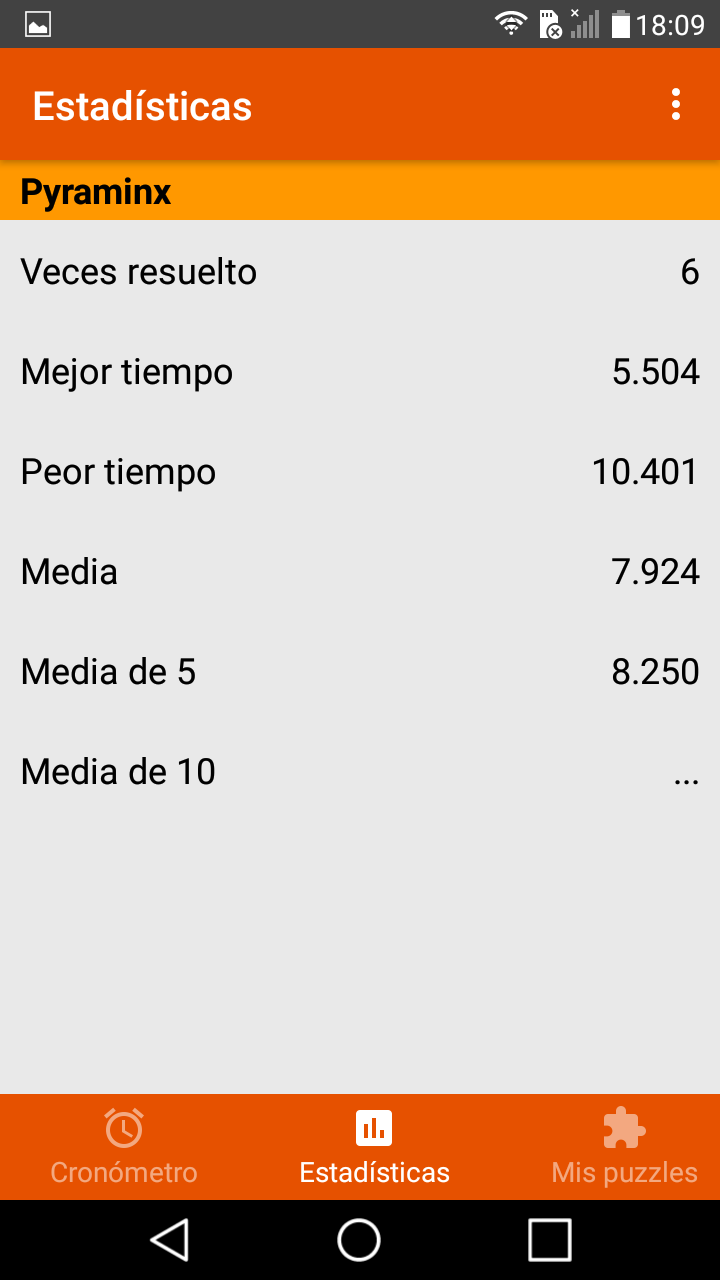 18:09
Estadísticas
Pyraminx
Veces resuelto 6
Mejor tiempo 5.504
Peor tiempo 10.401
Media 7.924
Media de 5 8.250
Media de 10 ...
Cronómetro Estadísticas Mis puzzles